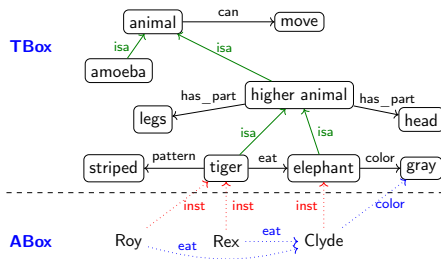 animal can move
TBox
isa isa
amoeba
has_part higher animal has_part
legs head
isa isa
striped pattern tiger eat elephant color gray
inst inst inst color
ABox Roy Rex eat Clyde
eat